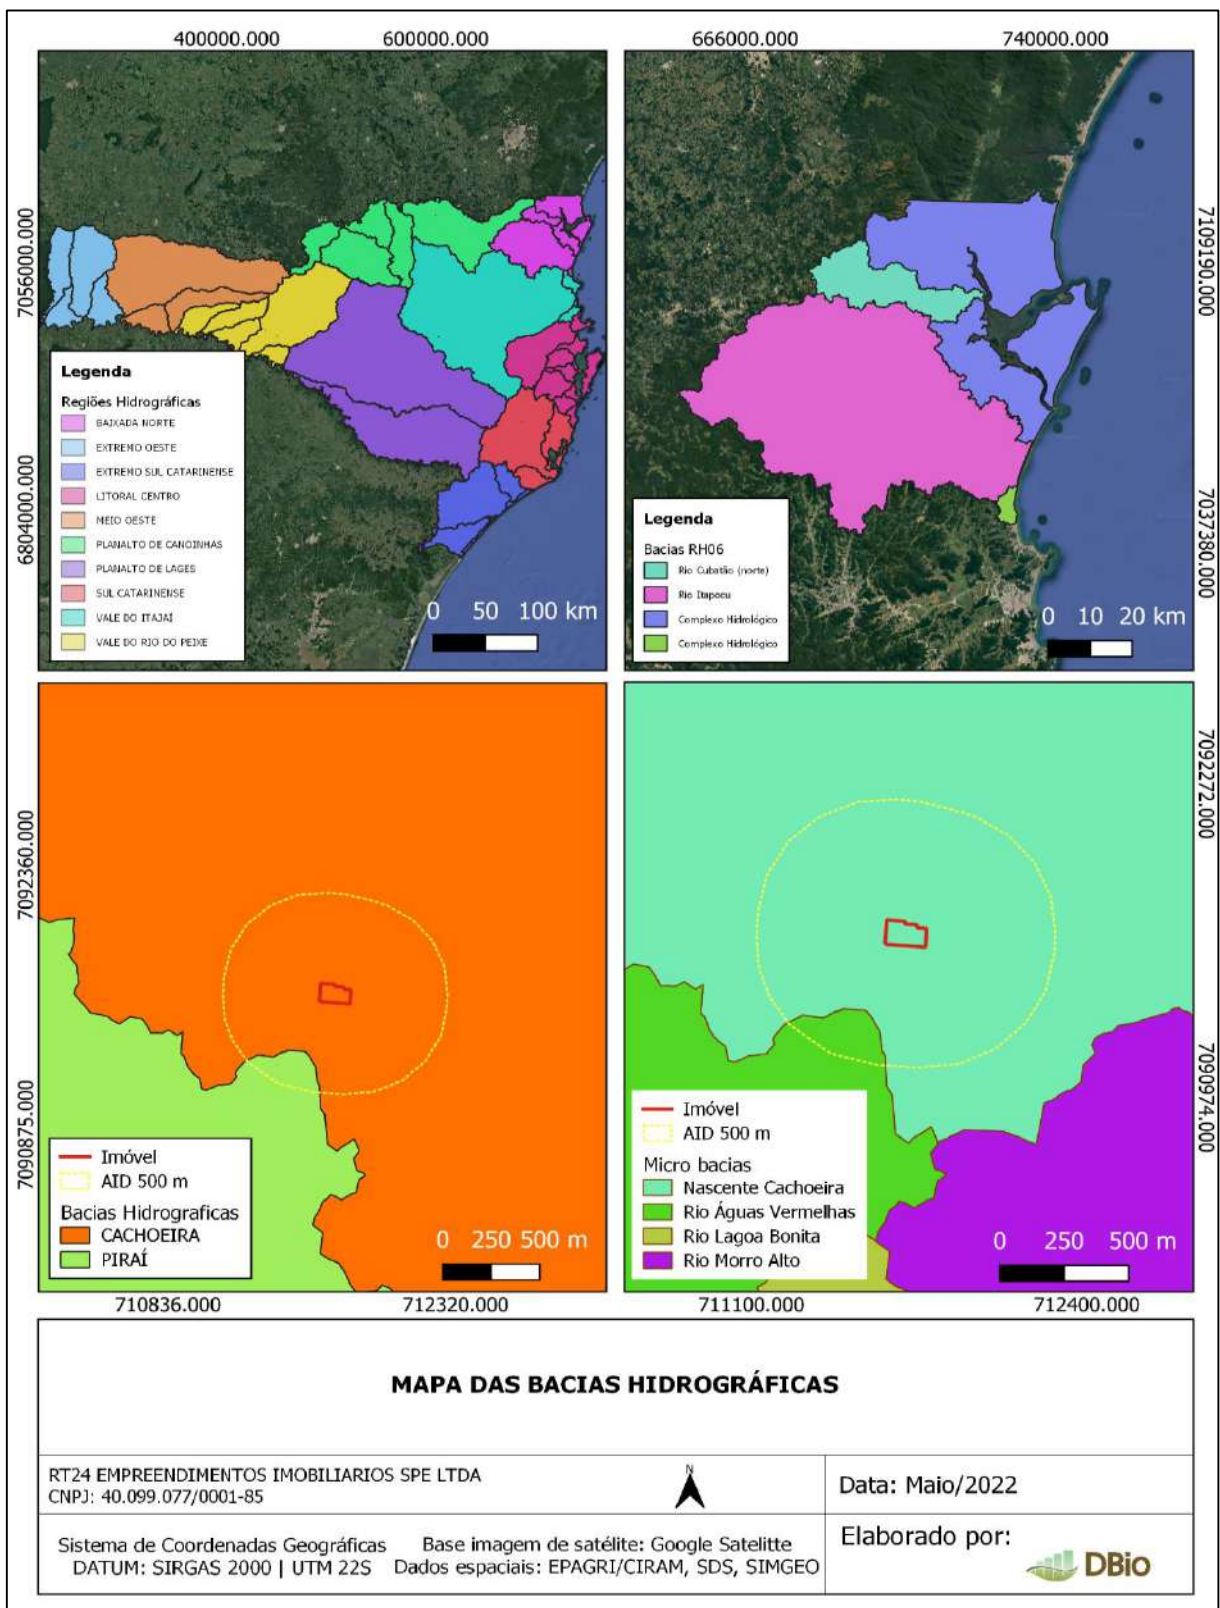 400000.000 600000.000
666000.000 740000.000
7056000.000
6804000.000
Legenda
Regiões Hidrográficas
BAIXADA NORTE
EXTREMO OESTE
EXTREMO SUL CATARINENSE
LITORAL CENTRO
MEIO OESTE
PLANALTO DE CANOINHAS
PLANALTO DE LAGES
SUL CATARINENSE
VALE DO ITAJAÍ
VALE DO RIO DO PEIXE
0 50 100 km
7109190.000
7037380.000
Legenda
Bacias RH06
Rio Cubatão (norte)
Rio Itapocu
Complexo Hidrológico
Complexo Hidrológico
0 10 20 km
7092360.000
7090875.000
Imóvel
AID 500 m
Bacias Hidrograficas
CACHOEIRA
PIRAÍ
0 250 500 m
710836.000 712320.000
7092272.000
7090974.000
Imóvel
AID 500 m
Micro bacias
Nascente Cachoeira
Rio Águas Vermelhas
Rio Lagoa Bonita
Rio Morro Alto
0 250 500 m
711100.000 712400.000
MAPA DAS BACIAS HIDROGRÁFICAS
RT24 EMPREENDIMENTOS IMOBILIARIOS SPE LTDA
CNPJ: 40.099.077/0001-85
N
Data: Maio/2022
Sistema de Coordenadas Geográficas
DATUM: SIRGAS 2000 | UTM 22S
Base imagem de satélite: Google Satelitte
Dados espaciais: EPAGRI/CIRAM, SDS, SIMGEO
Elaborado por:
DBio